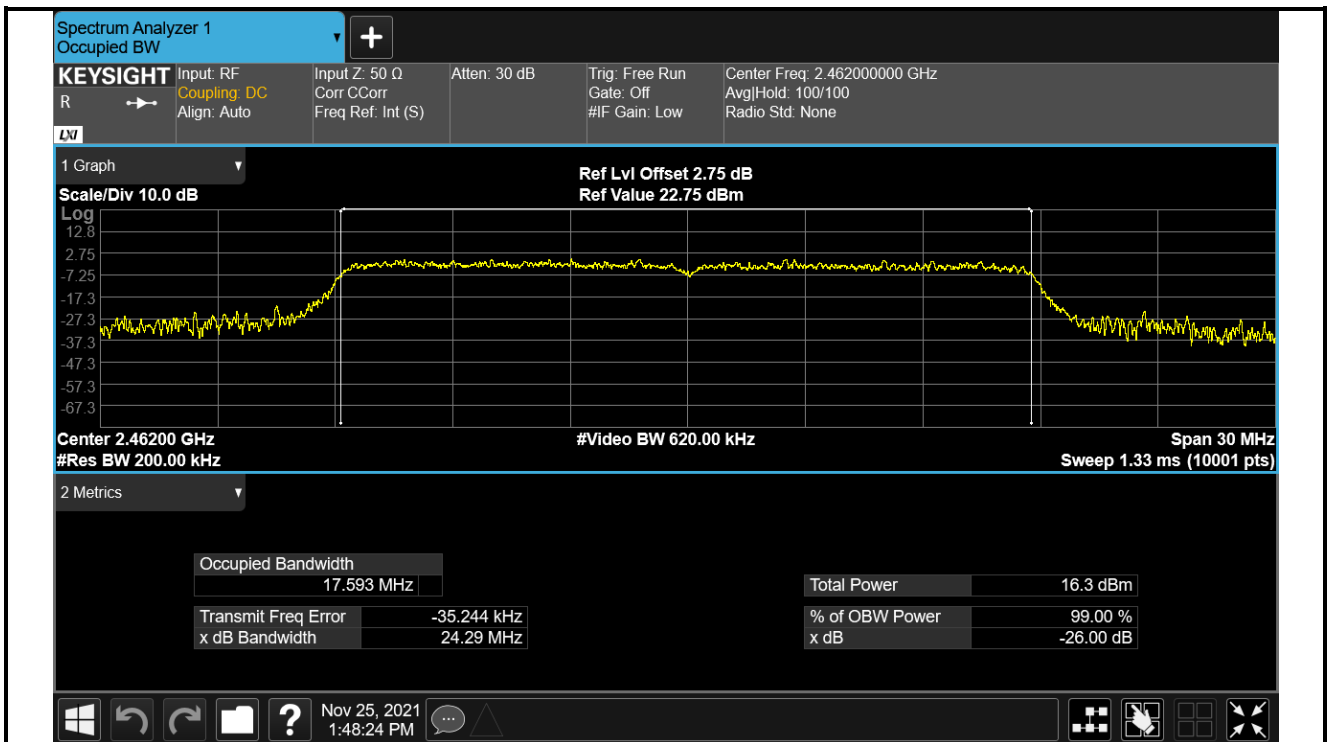 Spectrum Analyzer 1
Occupied BW
KEYSIGHT
R
LXI
Input: RF
Coupling: DC
Align: Auto
Input Z: 50 Ω
Corr CCorr
Freq Ref: Int (S)
Atten: 30 dB
Trig: Free Run
Gate: Off
#IF Gain: Low
Center Freq: 2.462000000 GHz
Avg|Hold: 100/100
Radio Std: None
1 Graph
Scale/Div 10.0 dB
Ref Lvl Offset 2.75 dB
Ref Value 22.75 dBm
Log
12.8
2.75
-7.25
-17.3
-27.3
-37.3
-47.3
-57.3
-67.3
Center 2.46200 GHz
#Res BW 200.00 kHz
#Video BW 620.00 kHz
Span 30 MHz
Sweep 1.33 ms (10001 pts)
2 Metrics
Occupied Bandwidth
17.593 MHz
Transmit Freq Error -35.244 kHz
x dB Bandwidth 24.29 MHz
Total Power 16.3 dBm
% of OBW Power 99.00 %
x dB -26.00 dB
Nov 25, 2021
1:48:24 PM